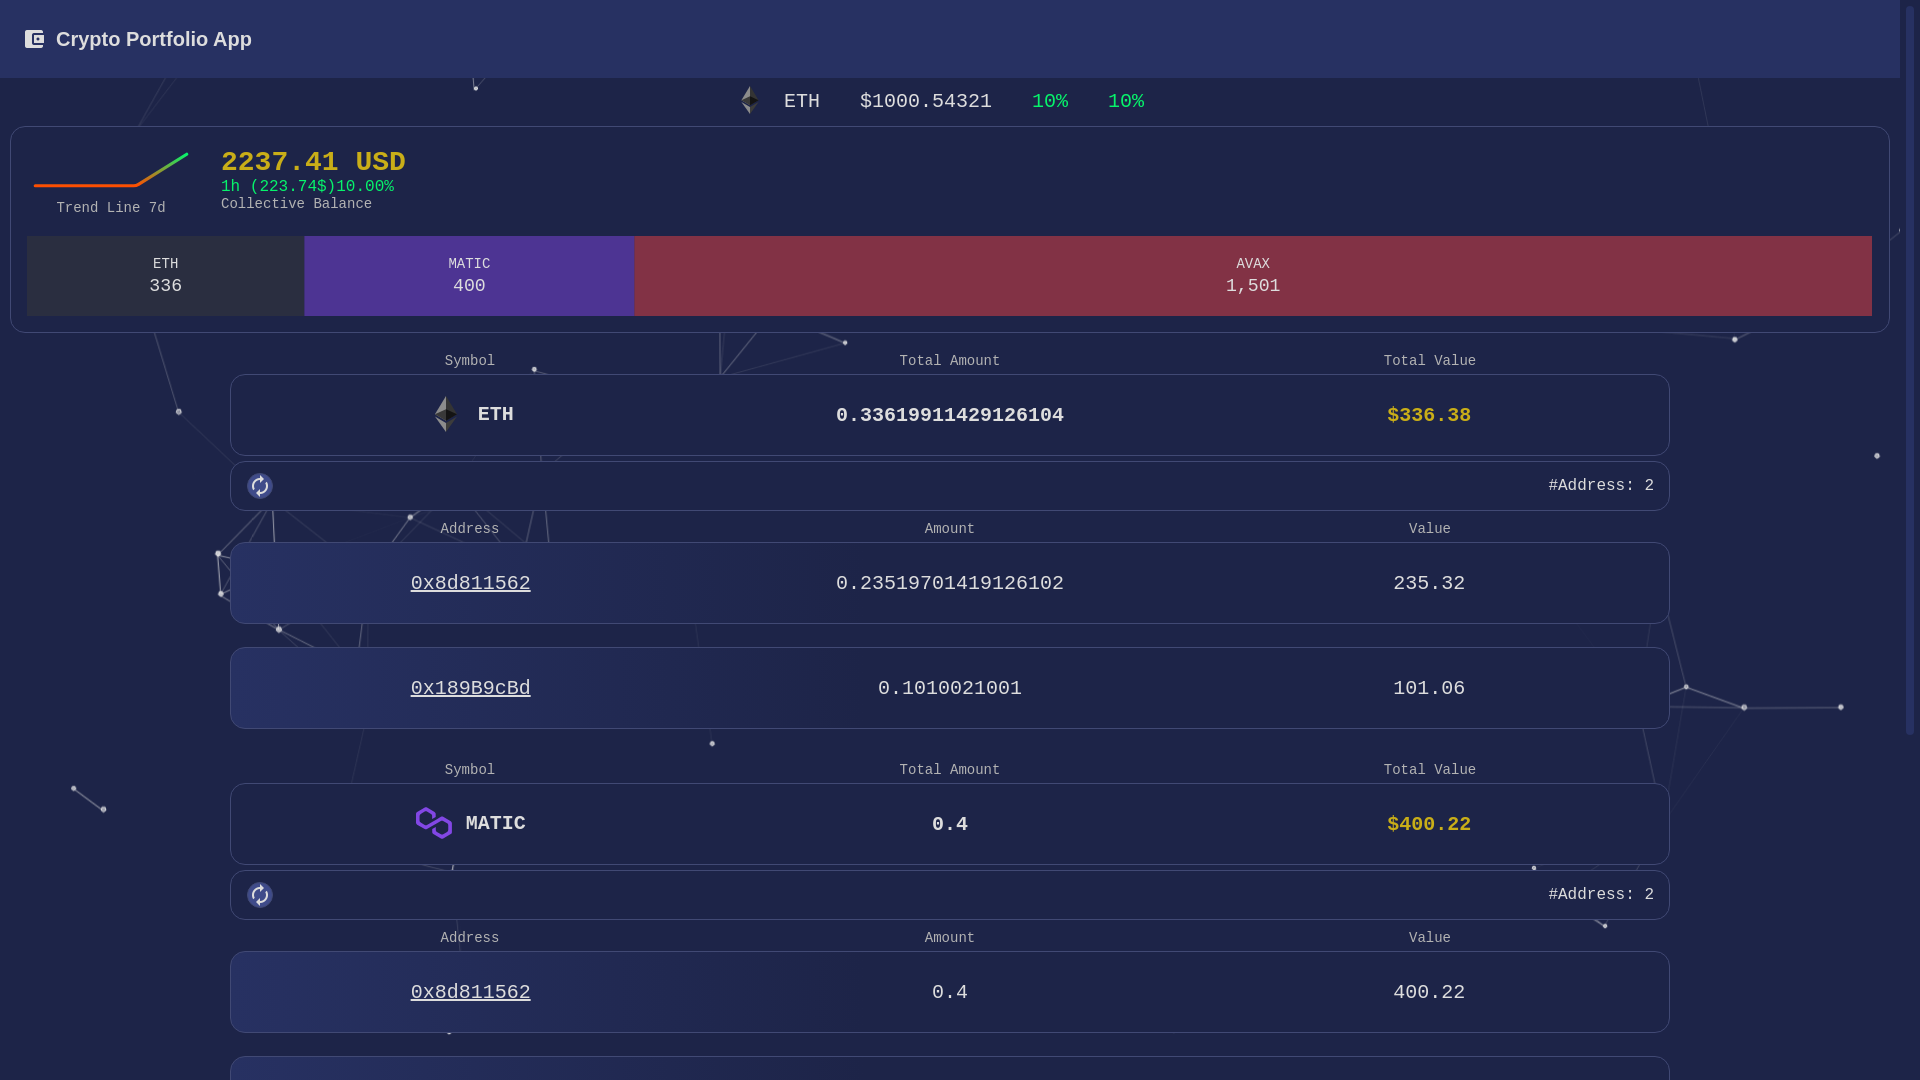 Crypto Portfolio App
ETH $1000.54321 10% 10%
2237.41 USD
1h (223.74$)10.00%
Collective Balance
Trend Line 7d
ETH
336
MATIC
400
AVAX
1,501
Symbol Total Amount Total Value
ETH 0.33619911429126104 $336.38
#Address: 2
Address Amount Value
0x8d811562 0.23519701419126102 235.32
0x189B9cBd 0.1010021001 101.06
Symbol Total Amount Total Value
MATIC 0.4 $400.22
#Address: 2
Address Amount Value
0x8d811562 0.4 400.22